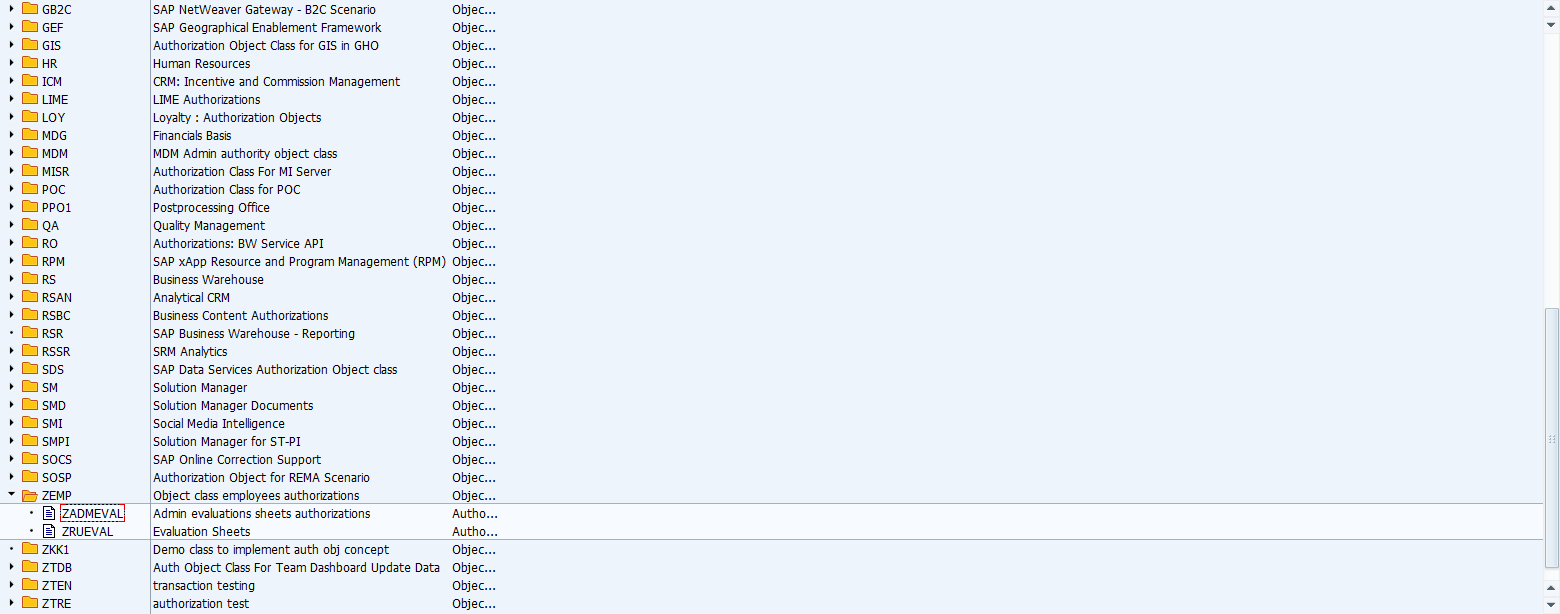 GB2C SAP NetWeaver Gateway - B2C Scenario Objec...
GEF SAP Geographical Enablement Framework Objec...
GIS Authorization Object Class for GIS in GHO Objec...
HR Human Resources Objec...
ICM CRM: Incentive and Commission Management Objec...
LIME LIME Authorizations Objec...
LOY Loyalty : Authorization Objects Objec...
MDG Financials Basis Objec...
MDM MDM Admin authority object class Objec...
MISR Authorization Class For MI Server Objec...
POC Authorization Class for POC Objec...
PPO1 Postprocessing Office Objec...
QA Quality Management Objec...
RO Authorizations: BW Service API Objec...
RPM SAP xApp Resource and Program Management (RPM) Objec...
RS Business Warehouse Objec...
RSAN Analytical CRM Objec...
RSBC Business Content Authorizations Objec...
RSR SAP Business Warehouse - Reporting Objec...
RSSR SRM Analytics Objec...
SDS SAP Data Services Authorization Object class Objec...
SM Solution Manager Objec...
SMD Solution Manager Documents Objec...
SMI Social Media Intelligence Objec...
SMPI Solution Manager for ST-PI Objec...
SOCS SAP Online Correction Support Objec...
SOSP Authorization Object for REMA Scenario Objec...
ZEMP Object class employees authorizations Objec...
ZADMEVAL Admin evaluations sheets authorizations Autho...
ZRUEVAL Evaluation Sheets Autho...
ZKK1 Demo class to implement auth obj concept Objec...
ZTDB Auth Object Class For Team Dashboard Update Data Objec...
ZTEN transaction testing Objec...
ZTRE authorization test Objec...